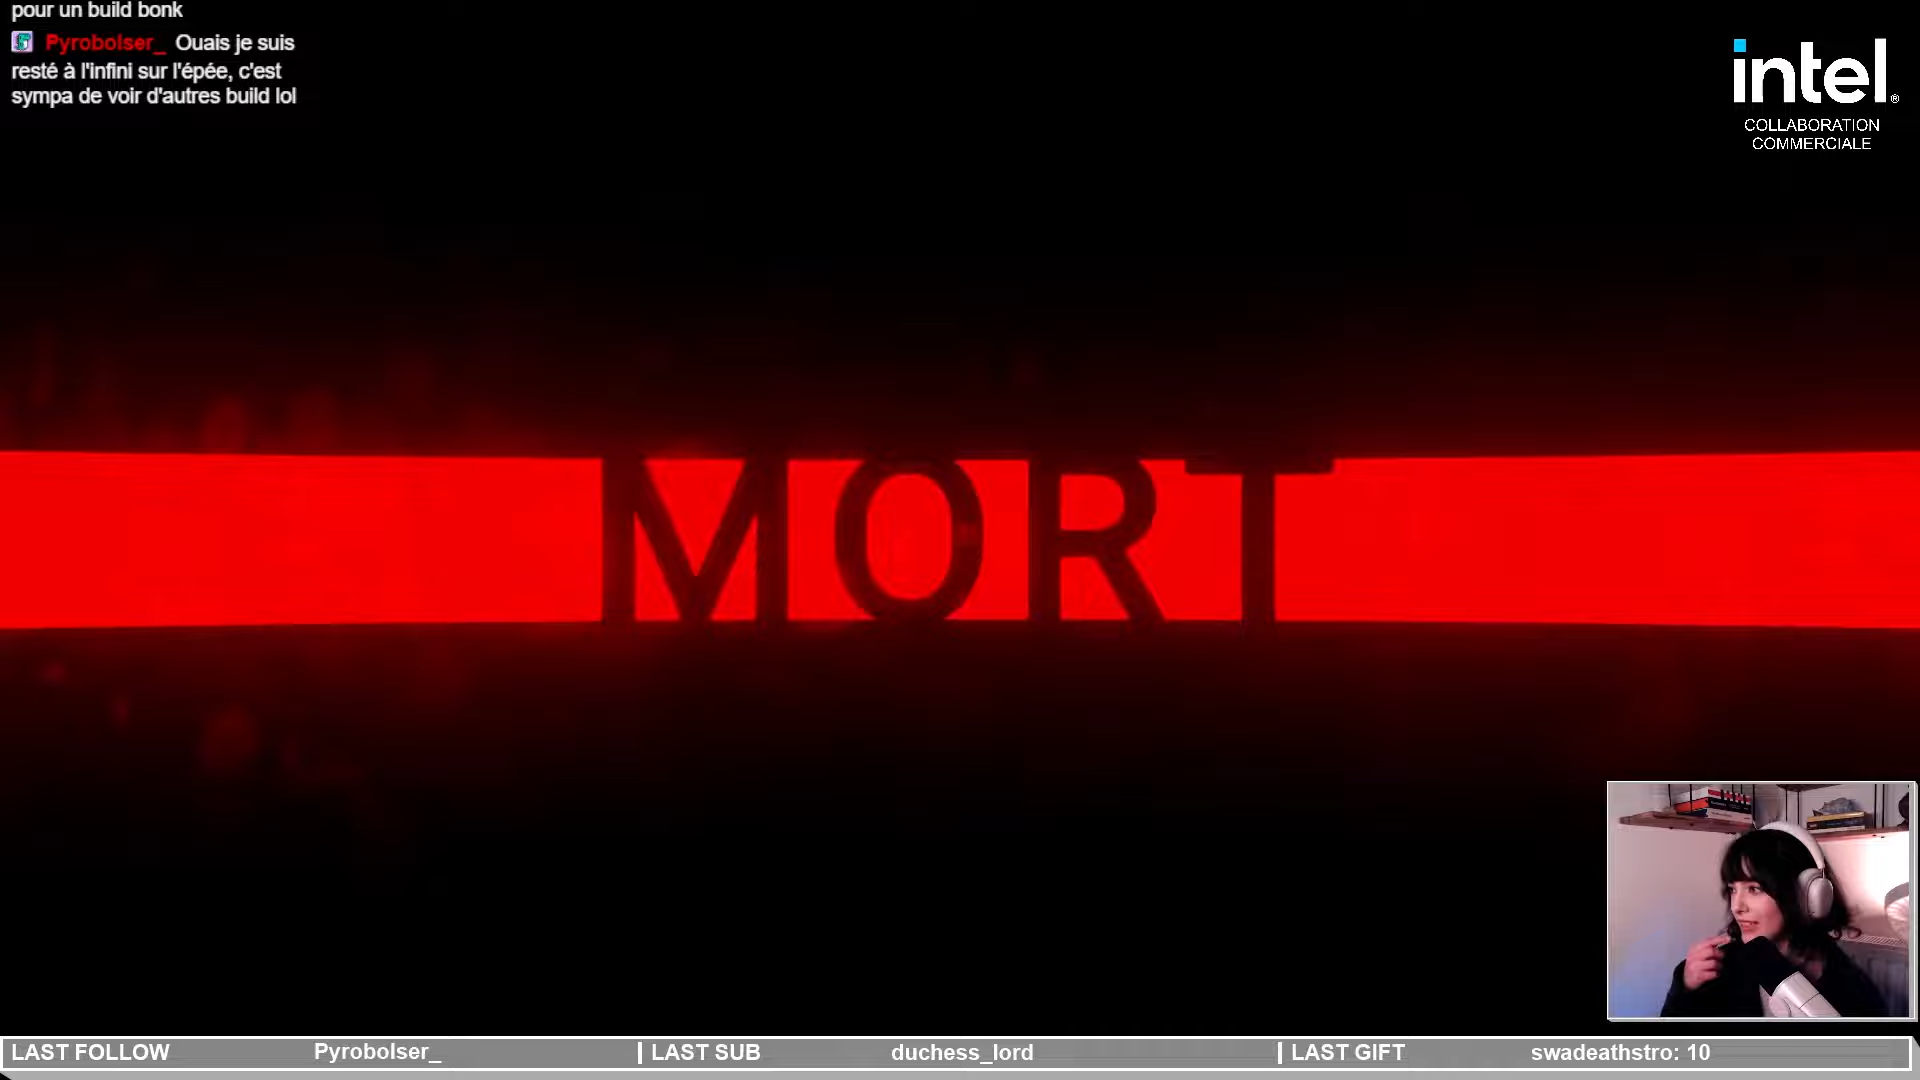 pour un build bonk
Pyrobolser_ Ouais je suis
resté à l'infini sur l'épée, c'est
sympa de voir d'autres build lol
intel®
COLLABORATION
COMMERCIALE
MORT
LAST FOLLOW Pyrobolser_ | LAST SUB duchess_lord | LAST GIFT swadeathstro: 10